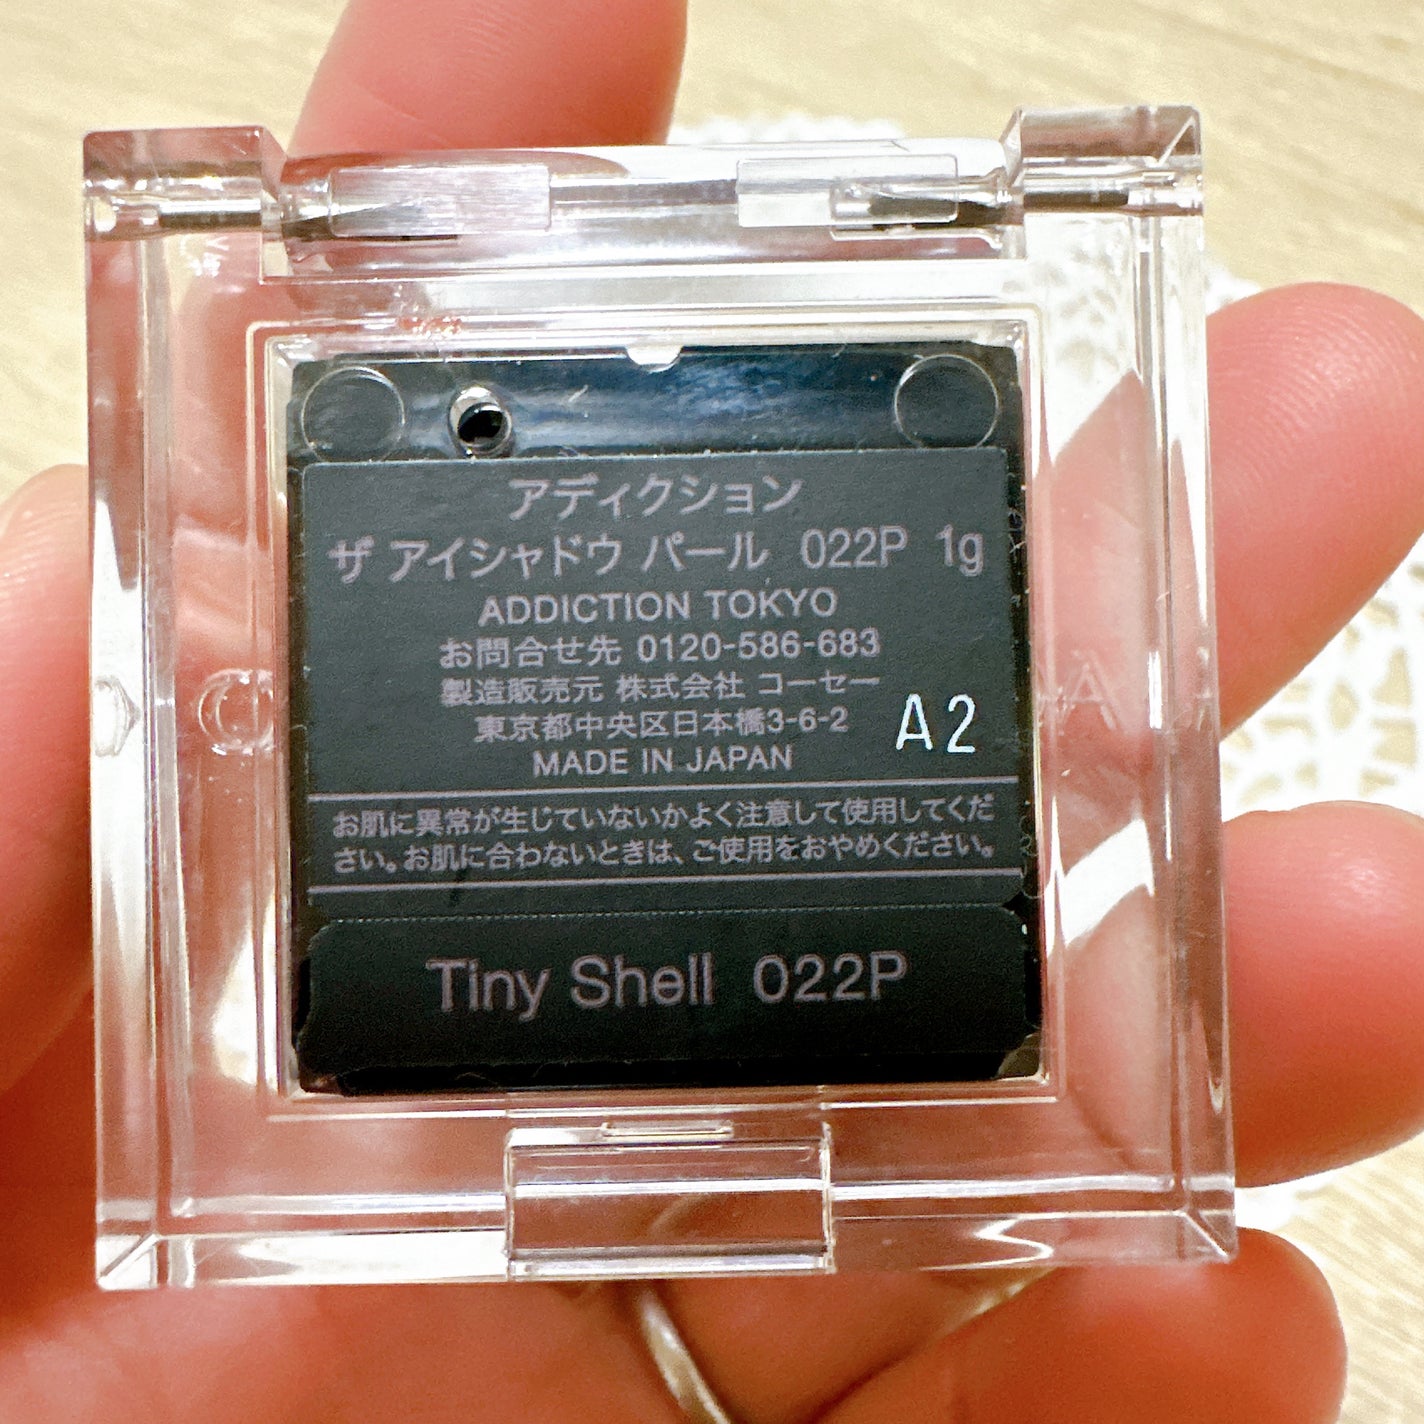 アディクション
ザ アイシャドウ パール 022P 1g
ADDICTION TOKYO
お問合せ先 0120-586-683
製造販売元 株式会社 コーセー
東京都中央区日本橋3-6-2
MADE IN JAPAN
A2
お肌に異常が生じていないかよく注意して使用してくだ
さい。お肌に合わないときは、ご使用をおやめください。
Tiny Shell 022P